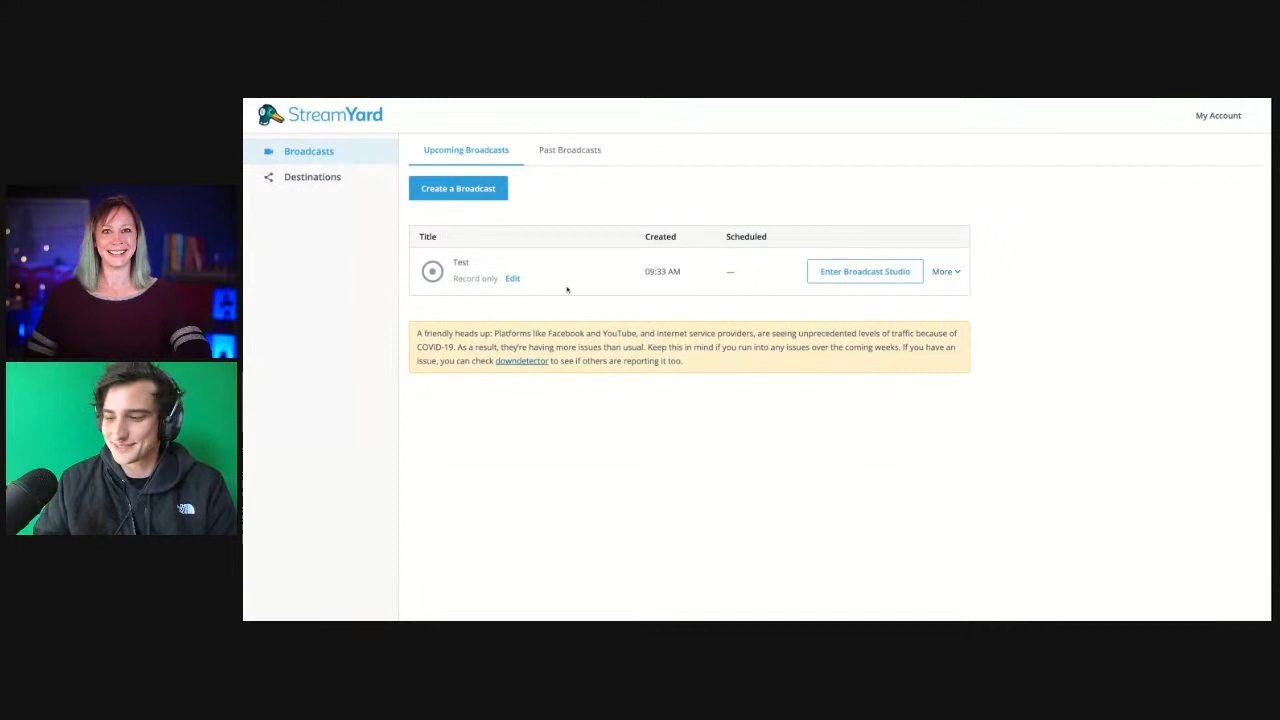 StreamYard
My Account
Broadcasts
Destinations
Upcoming Broadcasts
Past Broadcasts
Create a Broadcast
Title
Created
Scheduled
Test
Record only
Edit
09:33 AM
—
Enter Broadcast Studio
More
A friendly heads up: Platforms like Facebook and YouTube, and internet service providers, are seeing unprecedented levels of traffic because of
COVID-19. As a result, they're having more issues than usual. Keep this in mind if you run into any issues over the coming weeks. If you have an
issue, you can check downdetector to see if others are reporting it too.